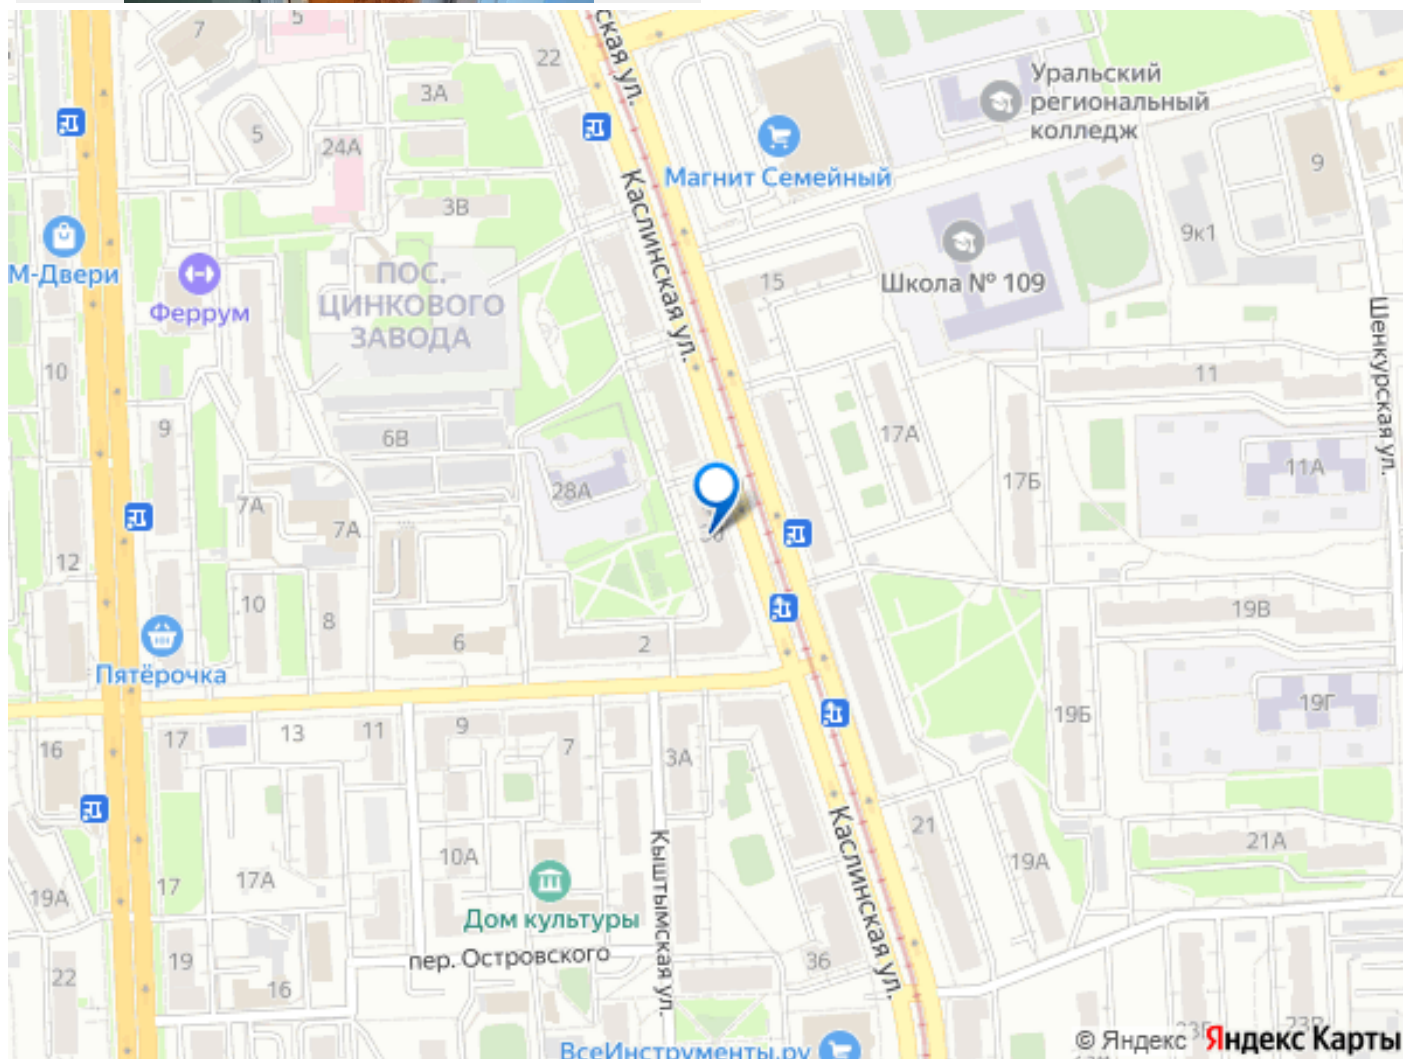 5
7
22
ская ул.
3А
5
24А
3В
Уральский
региональный
колледж
Магнит Семейный
Каслинская ул.
9
9к1
М-Двери
Феррум
ПОС.
ЦИНКОВОГО
ЗАВОДА
15
Школа № 109
Шенкурская ул.
10
11
9
6В
17А
11А
28А
17Б
7А
7А
12
10
8
6
2
19В
Пятёрочка
19Г
19Б
16
17
13
11
9
7
3А
Каслинская ул.
21
21А
19А
10А
Кыштымская ул.
19А
17
17А
Дом культуры
пер. Островского
36
22
19
16
ВсеИнструменты.ру
© Яндекс Яндекс Карты